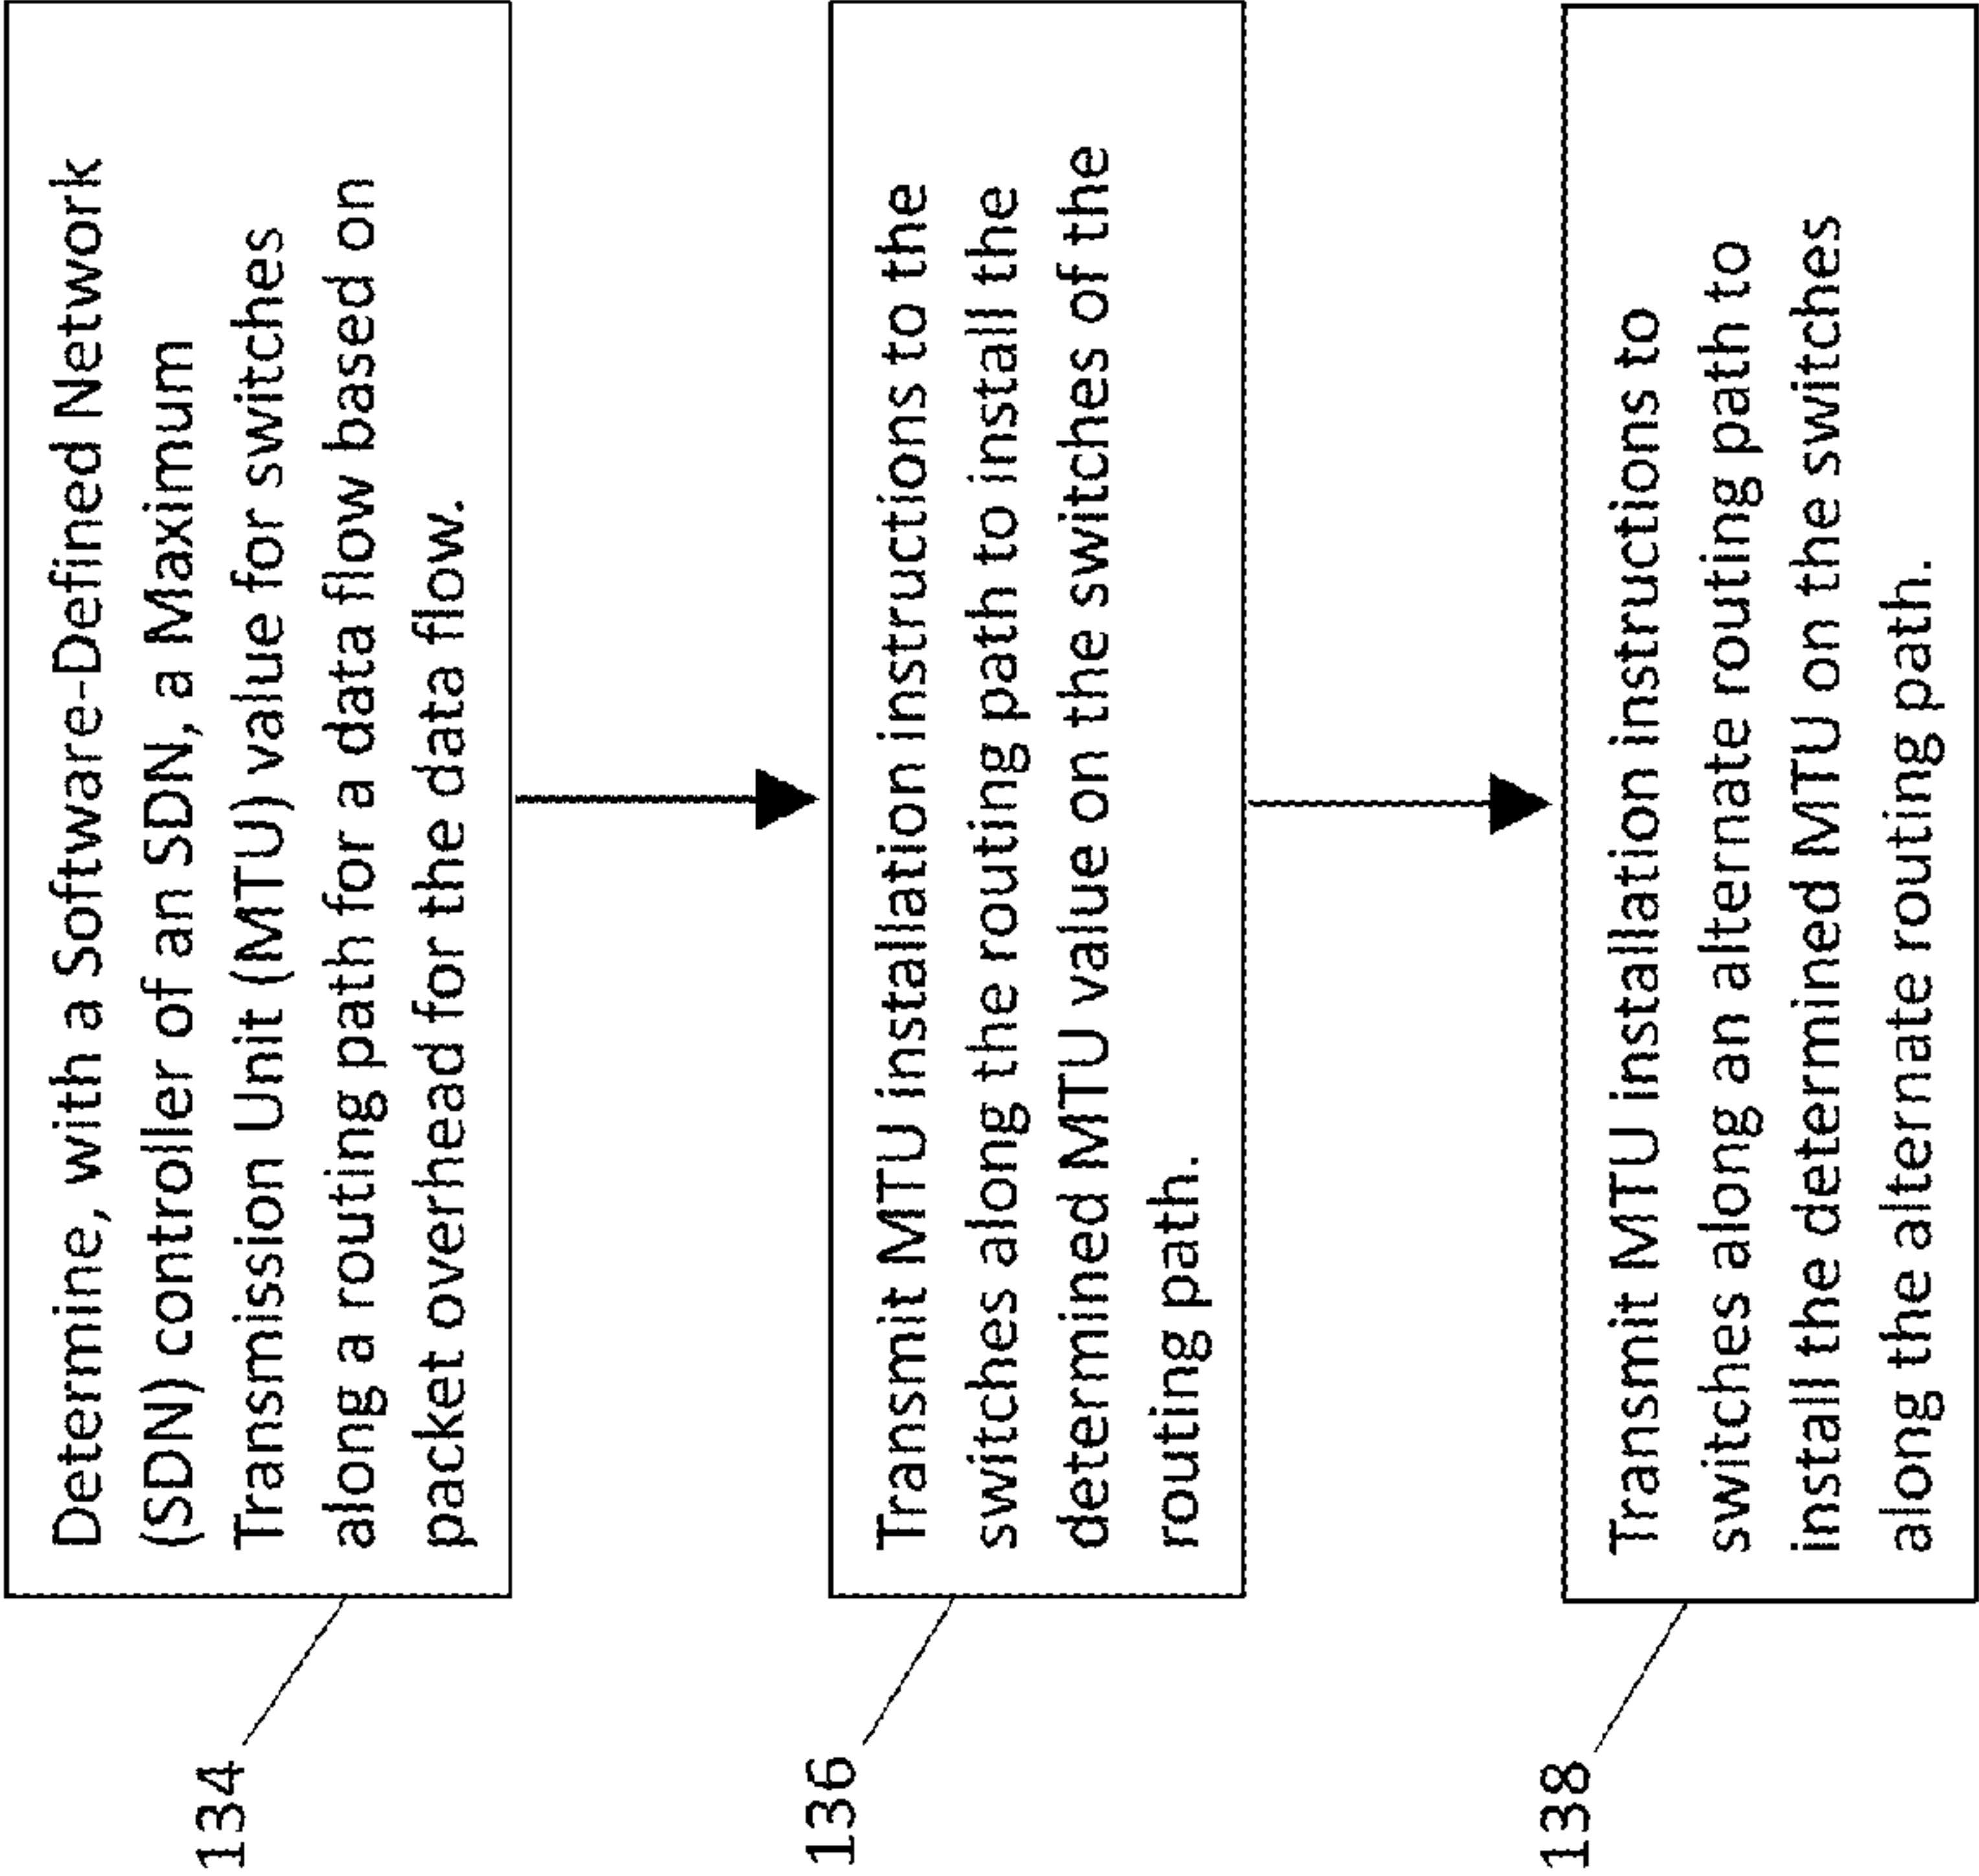 134
Determine, with a Software-Defined Network
(SDN) controller of an SDN, a Maximum
Transmission Unit (MTU) value for switches
along a routing path for a data flow based on
packet overhead for the data flow.
136
Transmit MTU installation instructions to the
switches along the routing path to install the
determined MTU value on the switches of the
routing path.
138
Transmit MTU installation instructions to
switches along an alternate routing path to
install the determined MTU on the switches
along the alternate routing path.